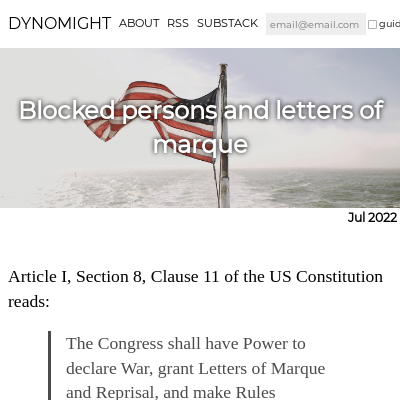 DYNOMIGHT ABOUT RSS SUBSTACK email@email.com guid
Blocked persons and letters of
marque
Jul 2022
Article I, Section 8, Clause 11 of the US Constitution
reads:
The Congress shall have Power to
declare War, grant Letters of Marque
and Reprisal, and make Rules